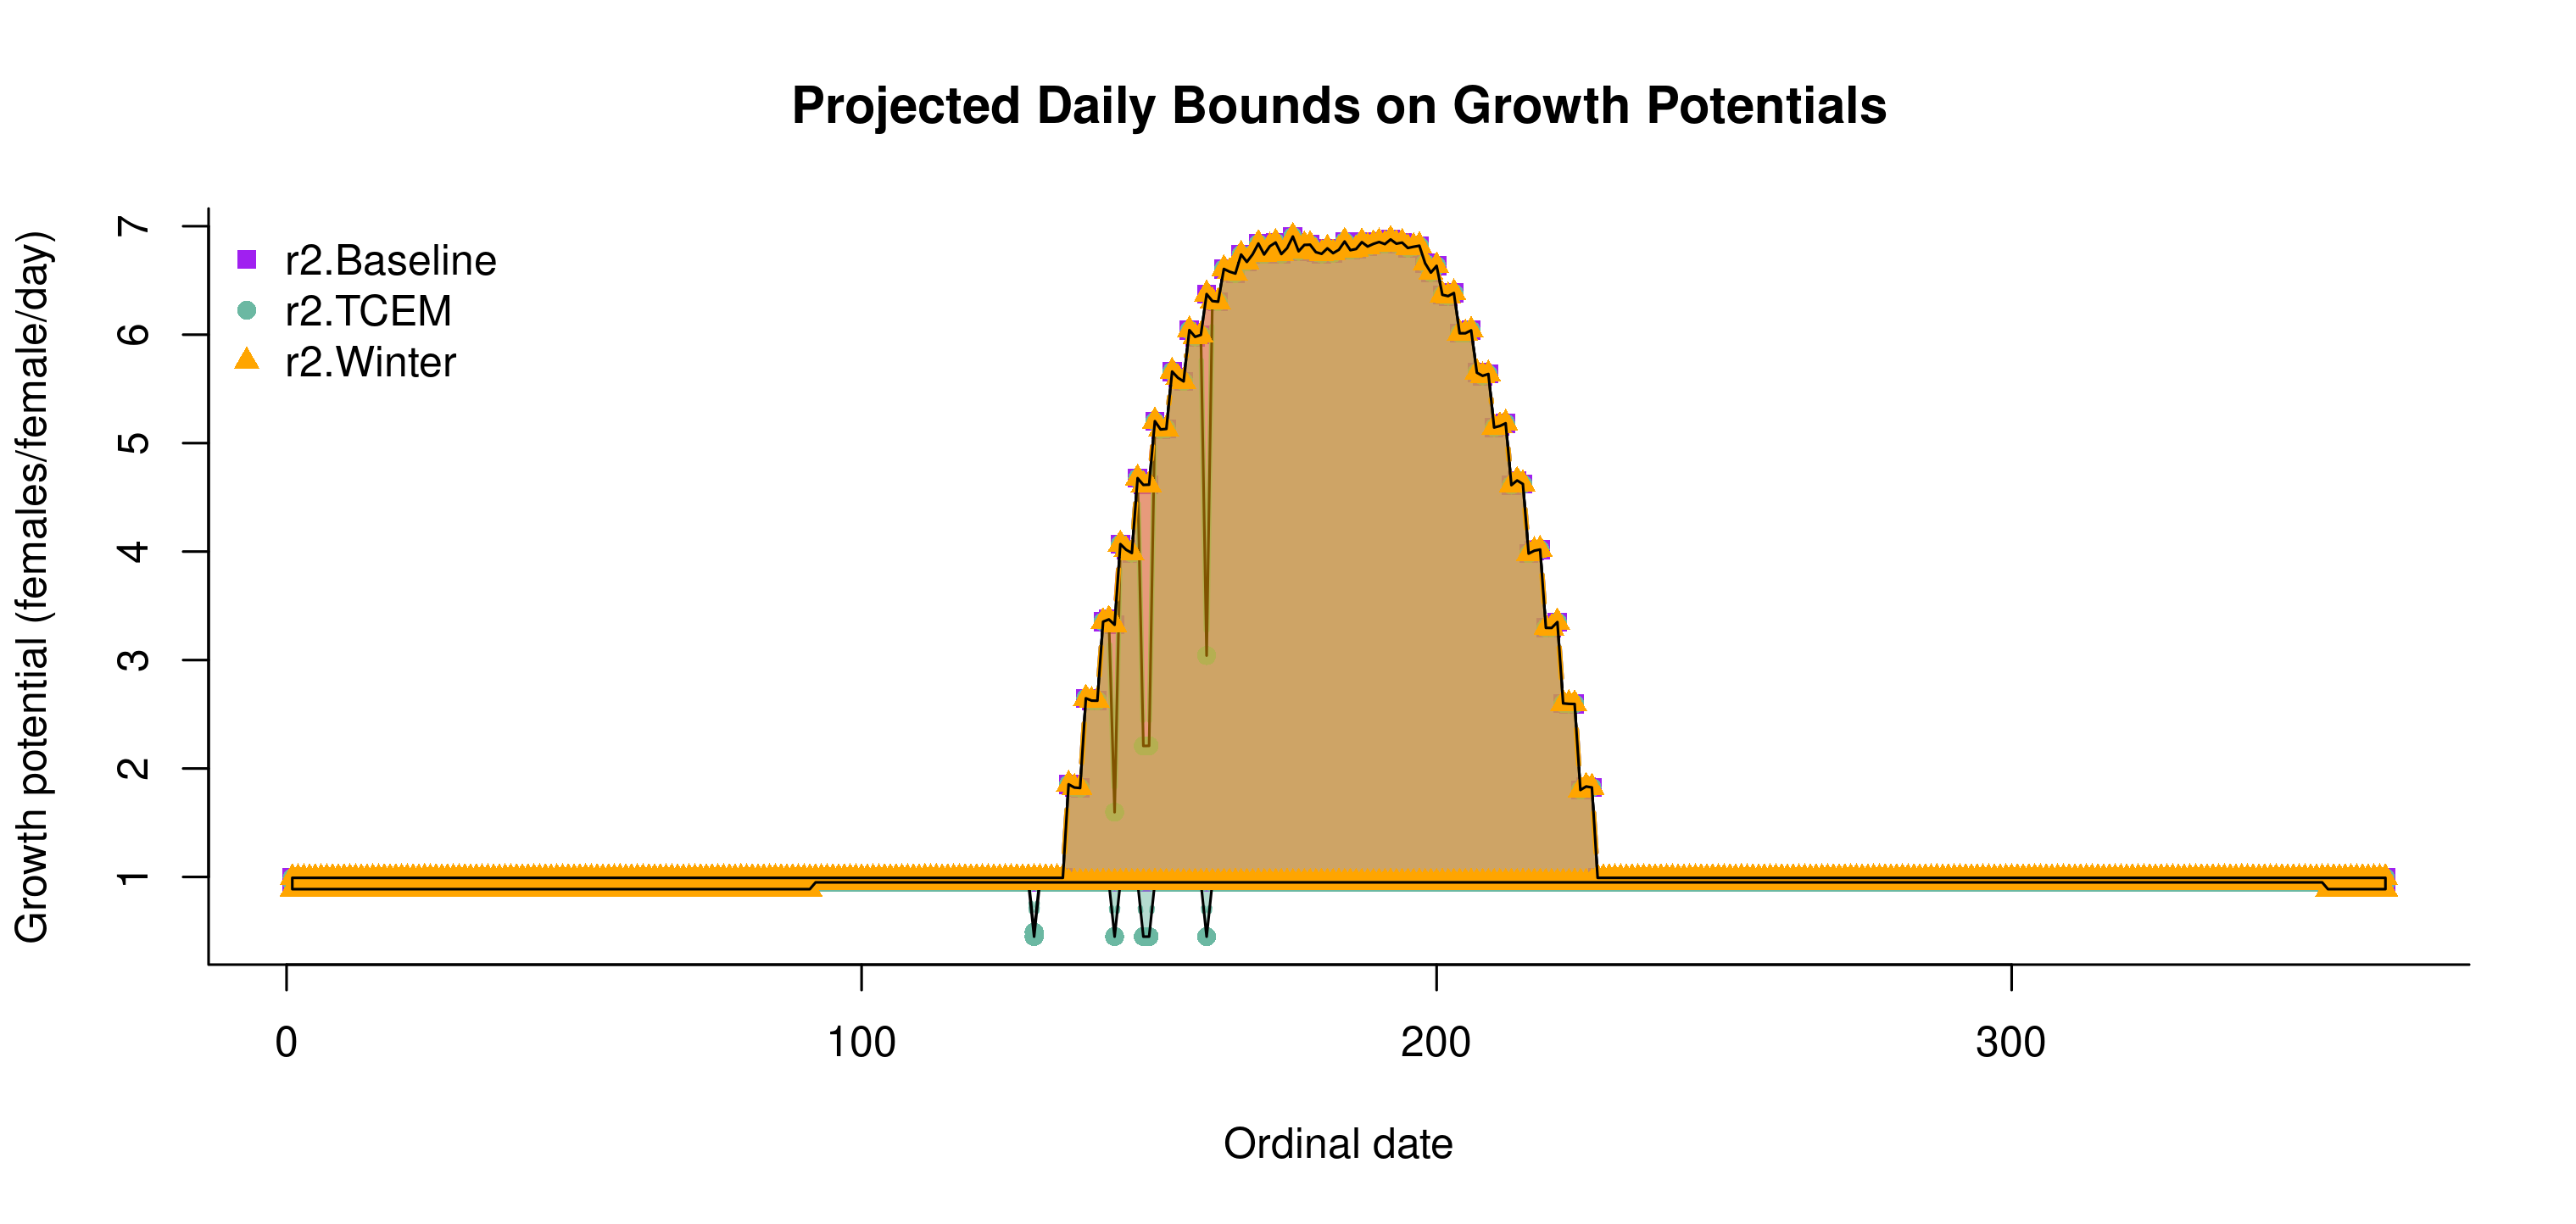 Projected Daily Bounds on Growth Potentials
Growth potential (females/female/day)
7
6
5
4
3
2
1
r2.Baseline
r2.TCEM
r2.Winter
0 100 200 300
Ordinal date